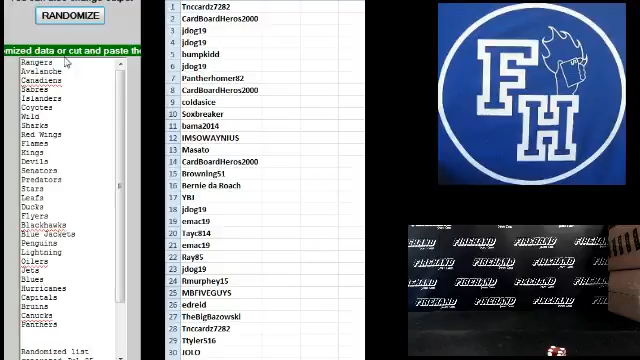 RANDOMIZE
omized data or cut and paste the
Rangers
Avalanche
Canadiens
Sabres
Islanders
Coyotes
Wild
Sharks
Red Wings
Flames
Kings
Devils
Senators
Predators
Stars
Leafs
Ducks
Flyers
Blackhawks
Blue Jackets
Penguins
Lightning
Oilers
Jets
Blues
Hurricanes
Capitals
Bruins
Canucks
Panthers
Randomized list
1 Tnccardz7282
2 CardBoardHeros2000
3 jdog19
4 jdog19
5 bumpkidd
6 jdog19
7 Pantherhomer82
8 CardBoardHeros2000
9 coldasice
10 Soxbreaker
11 bama2014
12 IMSOWAYNIUS
13 Masato
14 CardBoardHeros2000
15 Browning51
16 Bernie da Roach
17 YBJ
18 jdog19
19 emac19
20 Tayc814
21 emac19
22 Ray85
23 jdog19
24 Rmurphey15
25 MBFIVEGUYS
26 edreid
27 TheBigBazowski
28 Tnccardz7282
29 Ttyler516
30 JOLO
FH
FIREHAND FIREHAND FIREHAND